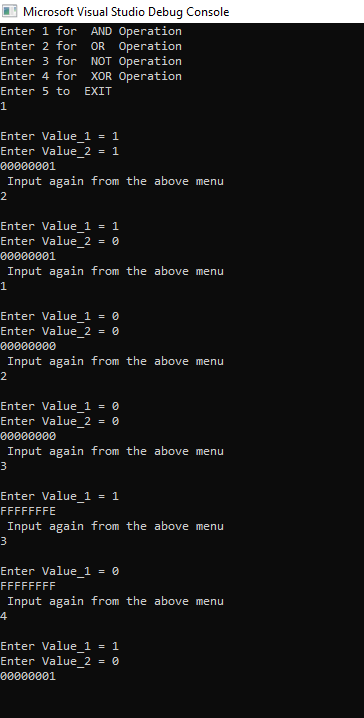 Microsoft Visual Studio Debug Console
Enter 1 for  AND Operation
Enter 2 for  OR  Operation
Enter 3 for  NOT Operation
Enter 4 for  XOR Operation
Enter 5 to  EXIT
1
Enter Value_1 = 1
Enter Value_2 = 1
00000001
 Input again from the above menu
2
Enter Value_1 = 1
Enter Value_2 = 0
00000001
 Input again from the above menu
1
Enter Value_1 = 0
Enter Value_2 = 0
00000000
 Input again from the above menu
2
Enter Value_1 = 0
Enter Value_2 = 0
00000000
 Input again from the above menu
3
Enter Value_1 = 1
FFFFFFFE
 Input again from the above menu
3
Enter Value_1 = 0
FFFFFFFF
 Input again from the above menu
4
Enter Value_1 = 1
Enter Value_2 = 0
00000001